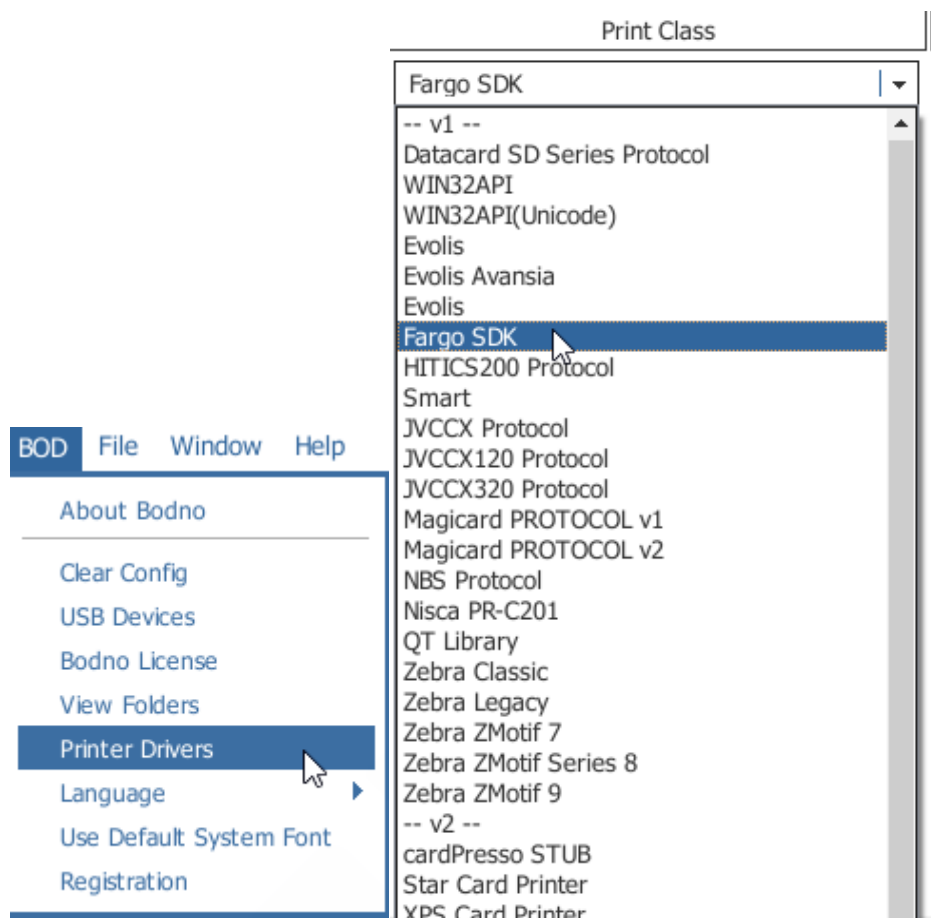 Print Class
Fargo SDK
-- v1 --
Datacard SD Series Protocol
WIN32API
WIN32API(Unicode)
Evolis
Evolis Avansia
Evolis
Fargo SDK
HITICS200 Protocol
Smart
JVCCX Protocol
JVCCX120 Protocol
JVCCX320 Protocol
Magicard PROTOCOL v1
Magicard PROTOCOL v2
NBS Protocol
Nisca PR-C201
QT Library
Zebra Classic
Zebra Legacy
Zebra ZMotif 7
Zebra ZMotif Series 8
Zebra ZMotif 9
-- v2 --
cardPresso STUB
Star Card Printer
XPS Card Printer
BOD File Window Help
About Bodno
Clear Config
USB Devices
Bodno License
View Folders
Printer Drivers
Language
Use Default System Font
Registration